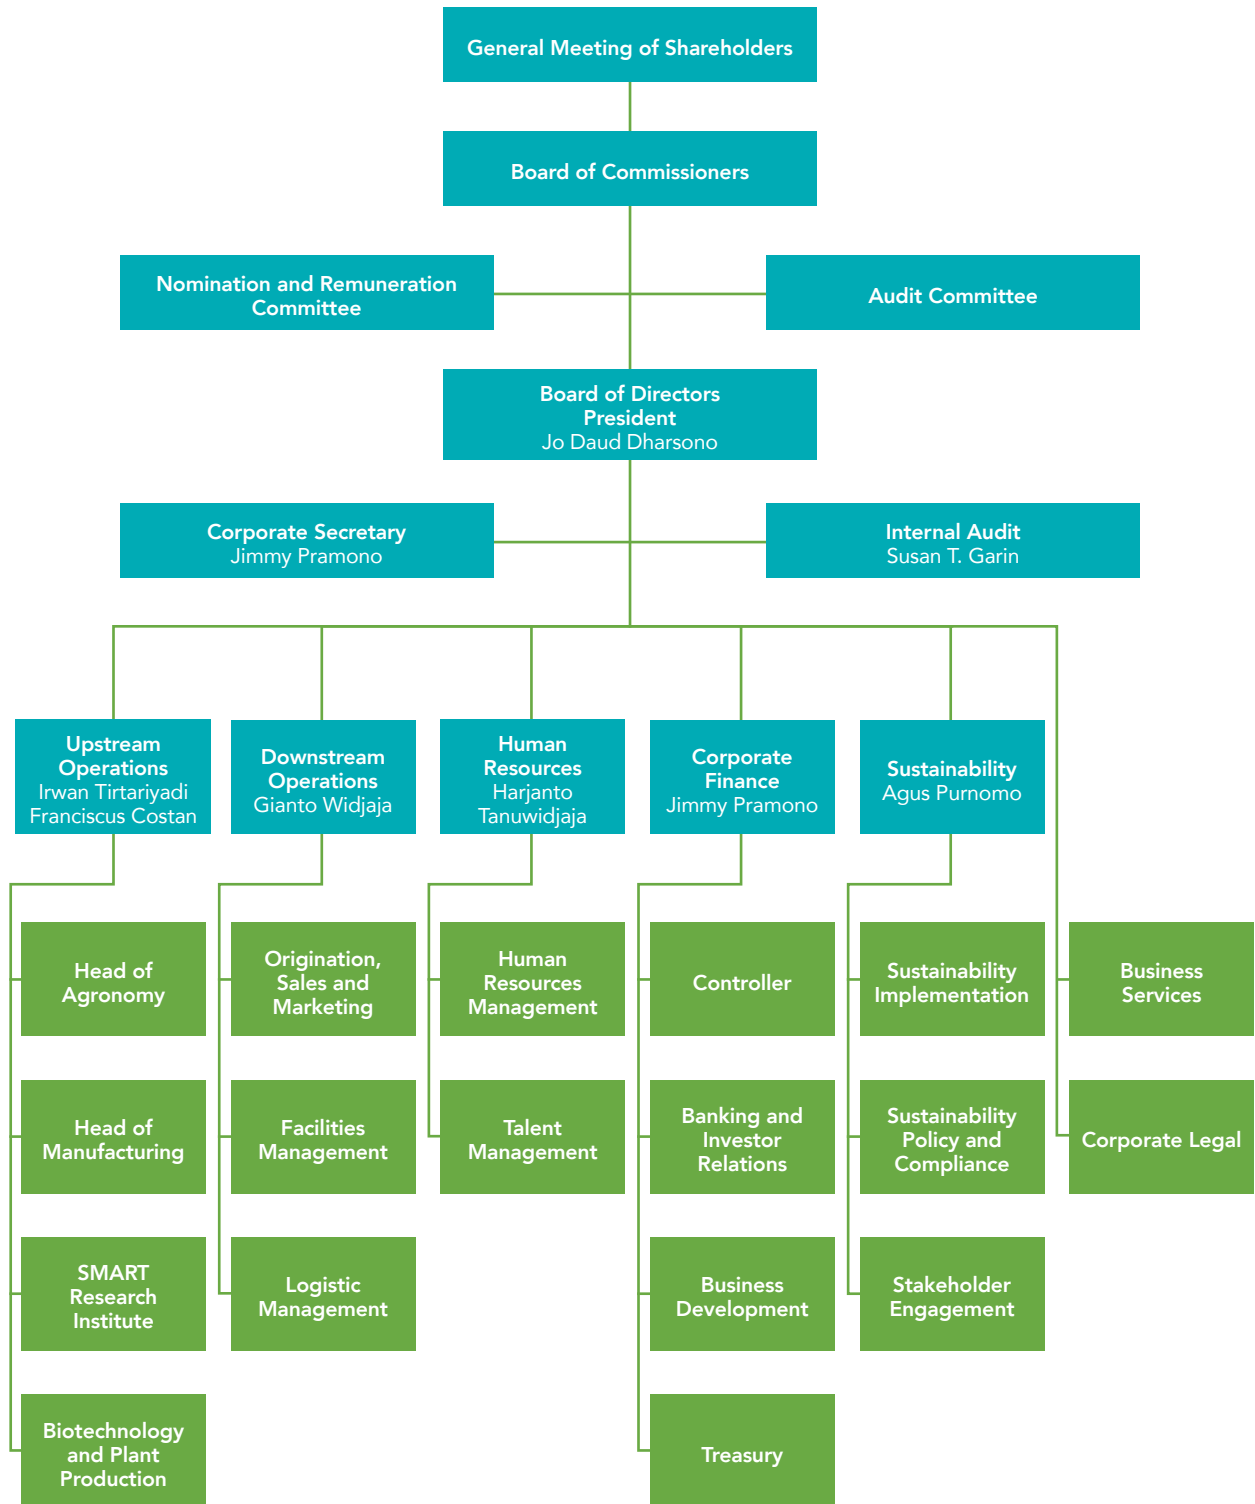 General Meeting of Shareholders
Board of Commissioners
Nomination and Remuneration
Committee
Audit Committee
Board of Directors
President
Jo Daud Dharsono
Corporate Secretary
Jimmy Pramono
Internal Audit
Susan T. Garin
Upstream
Operations
Irwan Tirtariyadi
Franciscus Costan
Downstream
Operations
Gianto Widjaja
Human
Resources
Harjanto
Tanuwidjaja
Corporate
Finance
Jimmy Pramono
Sustainability
Agus Purnomo
Head of
Agronomy
Origination,
Sales and
Marketing
Human
Resources
Management
Controller
Sustainability
Implementation
Business
Services
Head of
Manufacturing
Facilities
Management
Talent
Management
Banking and
Investor
Relations
Sustainability
Policy and
Compliance
Corporate Legal
SMART
Research
Institute
Logistic
Management
Business
Development
Stakeholder
Engagement
Biotechnology
and Plant
Production
Treasury